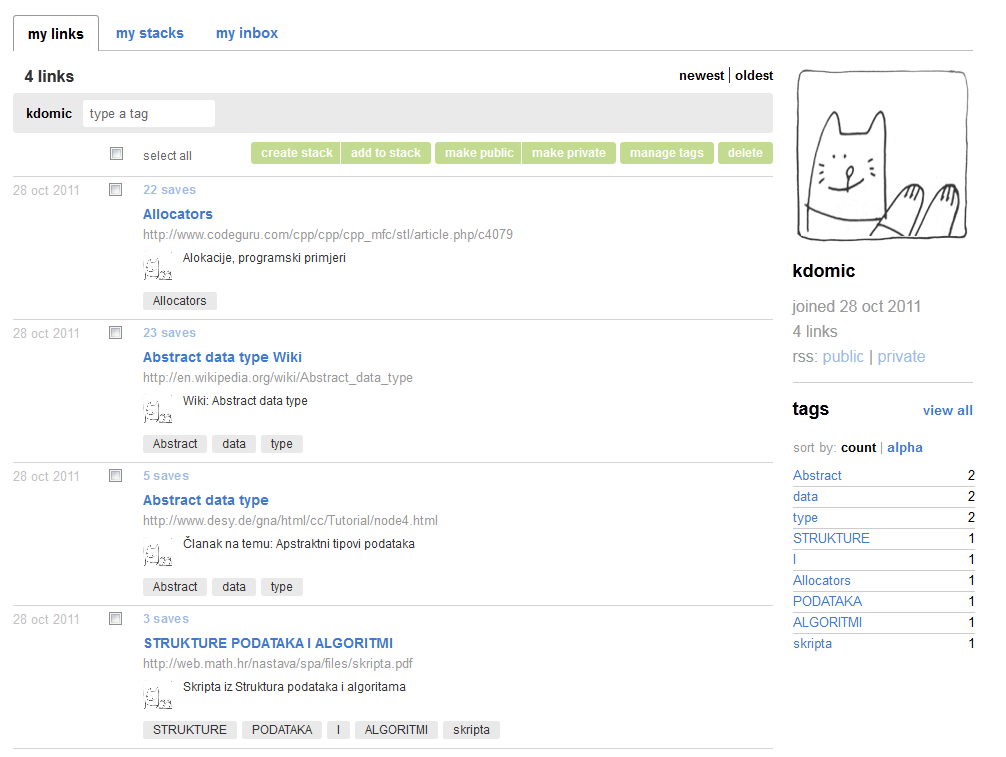 my links my stacks my inbox
4 links newest | oldest
kdomic type a tag
select all create stack add to stack make public make private manage tags delete
28 oct 2011 22 saves
Allocators
http://www.codeguru.com/cpp/cpp/cpp_mfc/stl/article.php/c4079
Alokacije, programski primjeri
Allocators
28 oct 2011 23 saves
Abstract data type Wiki
http://en.wikipedia.org/wiki/Abstract_data_type
Wiki: Abstract data type
Abstract data type
28 oct 2011 5 saves
Abstract data type
http://www.desy.de/gna/html/cc/Tutorial/node4.html
Članak na temu: Apstraktni tipovi podataka
Abstract data type
28 oct 2011 3 saves
STRUKTURE PODATAKA I ALGORITMI
http://web.math.hr/nastava/spa/files/skripta.pdf
Skripta iz Struktura podataka i algoritama
STRUKTURE PODATAKA I ALGORITMI skripta
kdomic
joined 28 oct 2011
4 links
rss: public | private
tags view all
sort by: count | alpha
Abstract 2
data 2
type 2
STRUKTURE 1
I 1
Allocators 1
PODATAKA 1
ALGORITMI 1
skripta 1